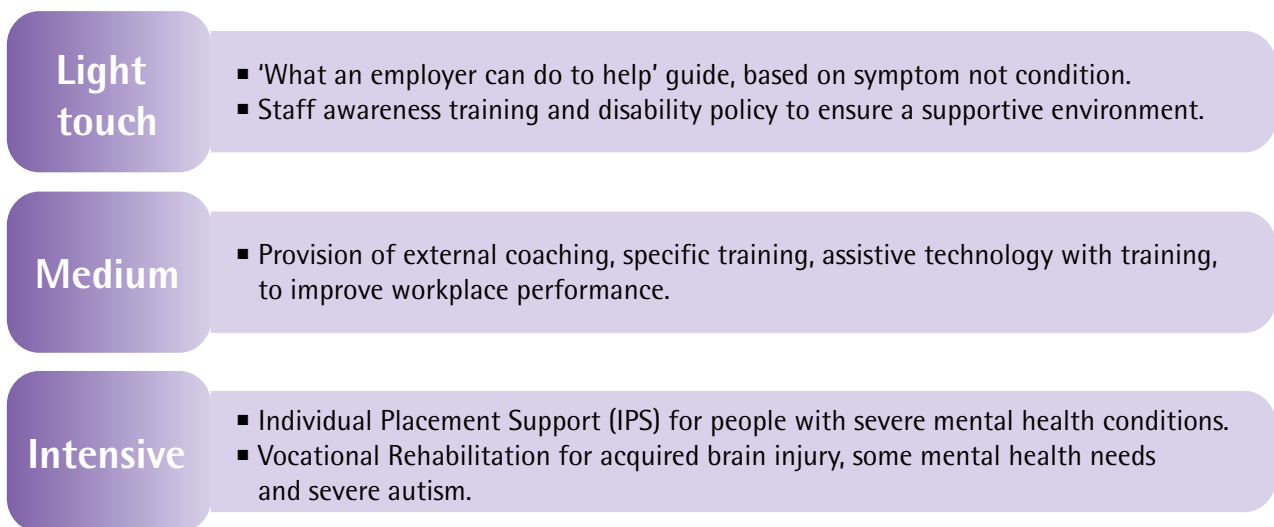 Light
touch
▪ 'What an employer can do to help' guide, based on symptom not condition.
▪ Staff awareness training and disability policy to ensure a supportive environment.
Medium
▪ Provision of external coaching, specific training, assistive technology with training,
to improve workplace performance.
Intensive
▪ Individual Placement Support (IPS) for people with severe mental health conditions.
▪ Vocational Rehabilitation for acquired brain injury, some mental health needs
and severe autism.